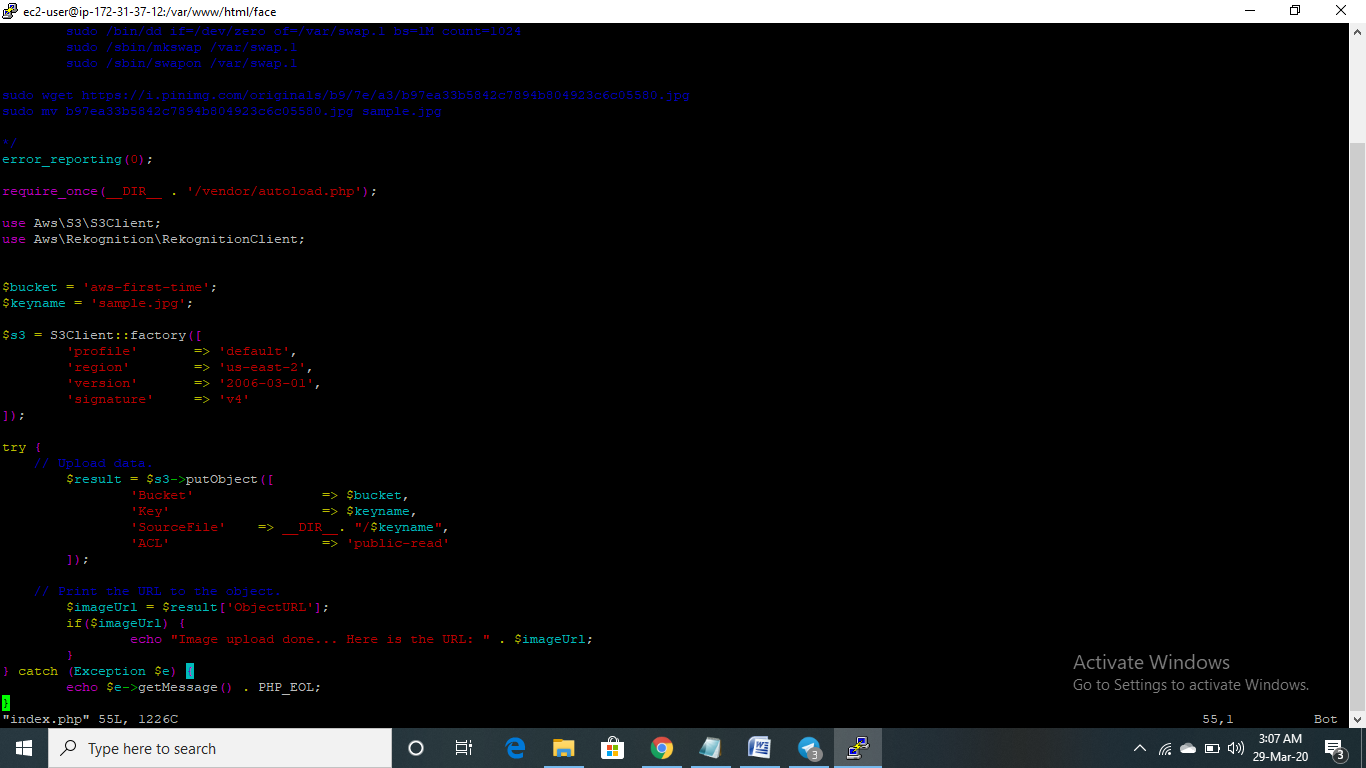 ec2-user@ip-172-31-37-12:/var/www/html/face
sudo /bin/dd if=/dev/zero of=/var/swap.1 bs=1M count=1024
sudo /sbin/mkswap /var/swap.1
sudo /sbin/swapon /var/swap.1
sudo wget https://i.pinimg.com/originals/b9/7e/a3/b97ea33b5842c7894b804923c6c05580.jpg
sudo mv b97ea33b5842c7894b804923c6c05580.jpg sample.jpg
*/
error_reporting(0);
require_once(__DIR__ . '/vendor/autoload.php');
use Aws\S3\S3Client;
use Aws\Rekognition\RekognitionClient;
$bucket = 'aws-first-time';
$keyname = 'sample.jpg';
$s3 = S3Client::factory([
'profile' => 'default',
'region' => 'us-east-2',
'version' => '2006-03-01',
'signature' => 'v4'
]);
try {
// Upload data.
$result = $s3->putObject([
'Bucket' => $bucket,
'Key' => $keyname,
'SourceFile' => __DIR__. "/$keyname",
'ACL' => 'public-read'
]);
// Print the URL to the object.
$imageUrl = $result['ObjectURL'];
if($imageUrl) {
echo "Image upload done... Here is the URL: " . $imageUrl;
}
} catch (Exception $e) {
echo $e->getMessage() . PHP_EOL;
}
"index.php" 55L, 1226C 55,1 Bot
Activate Windows
Go to Settings to activate Windows.
Type here to search
3
3:07 AM
29-Mar-20
3